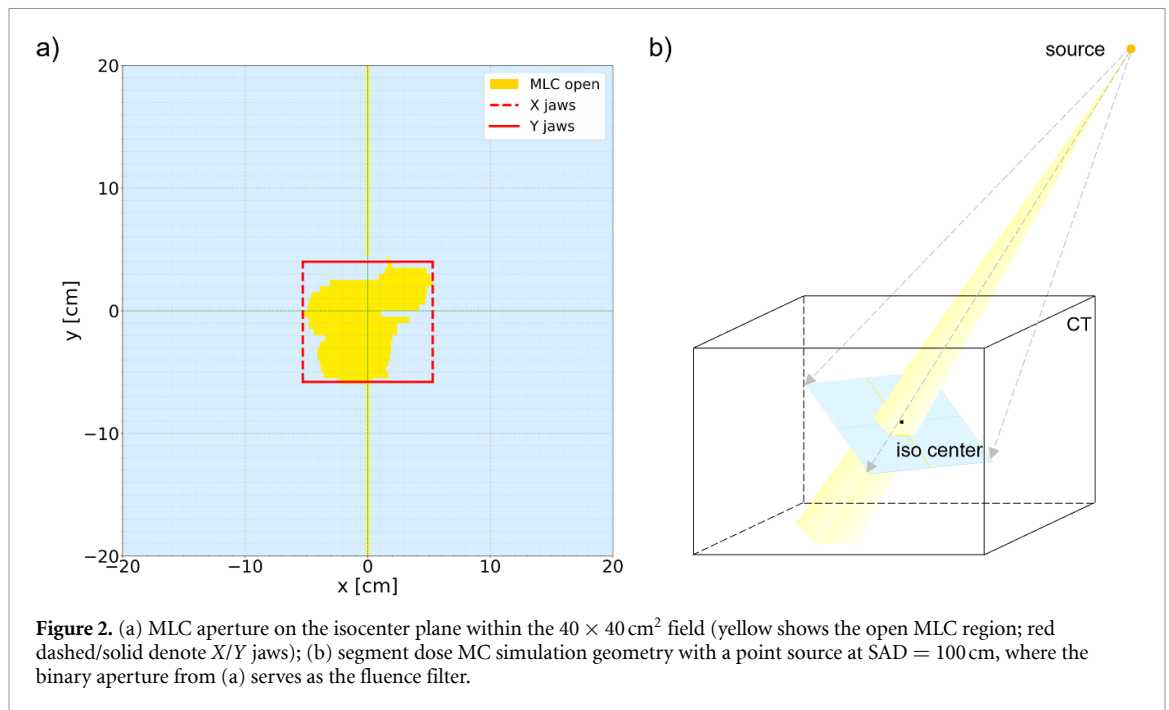 a)
b)
20
10
0
−10
−20
y [cm]
−20
−10
0
10
20
x [cm]
MLC open
X jaws
Y jaws
source
CT
iso center
Figure 2. (a) MLC aperture on the isocenter plane within the 40 × 40 cm² field (yellow shows the open MLC region; red
dashed/solid denote X/Y jaws); (b) segment dose MC simulation geometry with a point source at SAD = 100 cm, where the
binary aperture from (a) serves as the fluence filter.